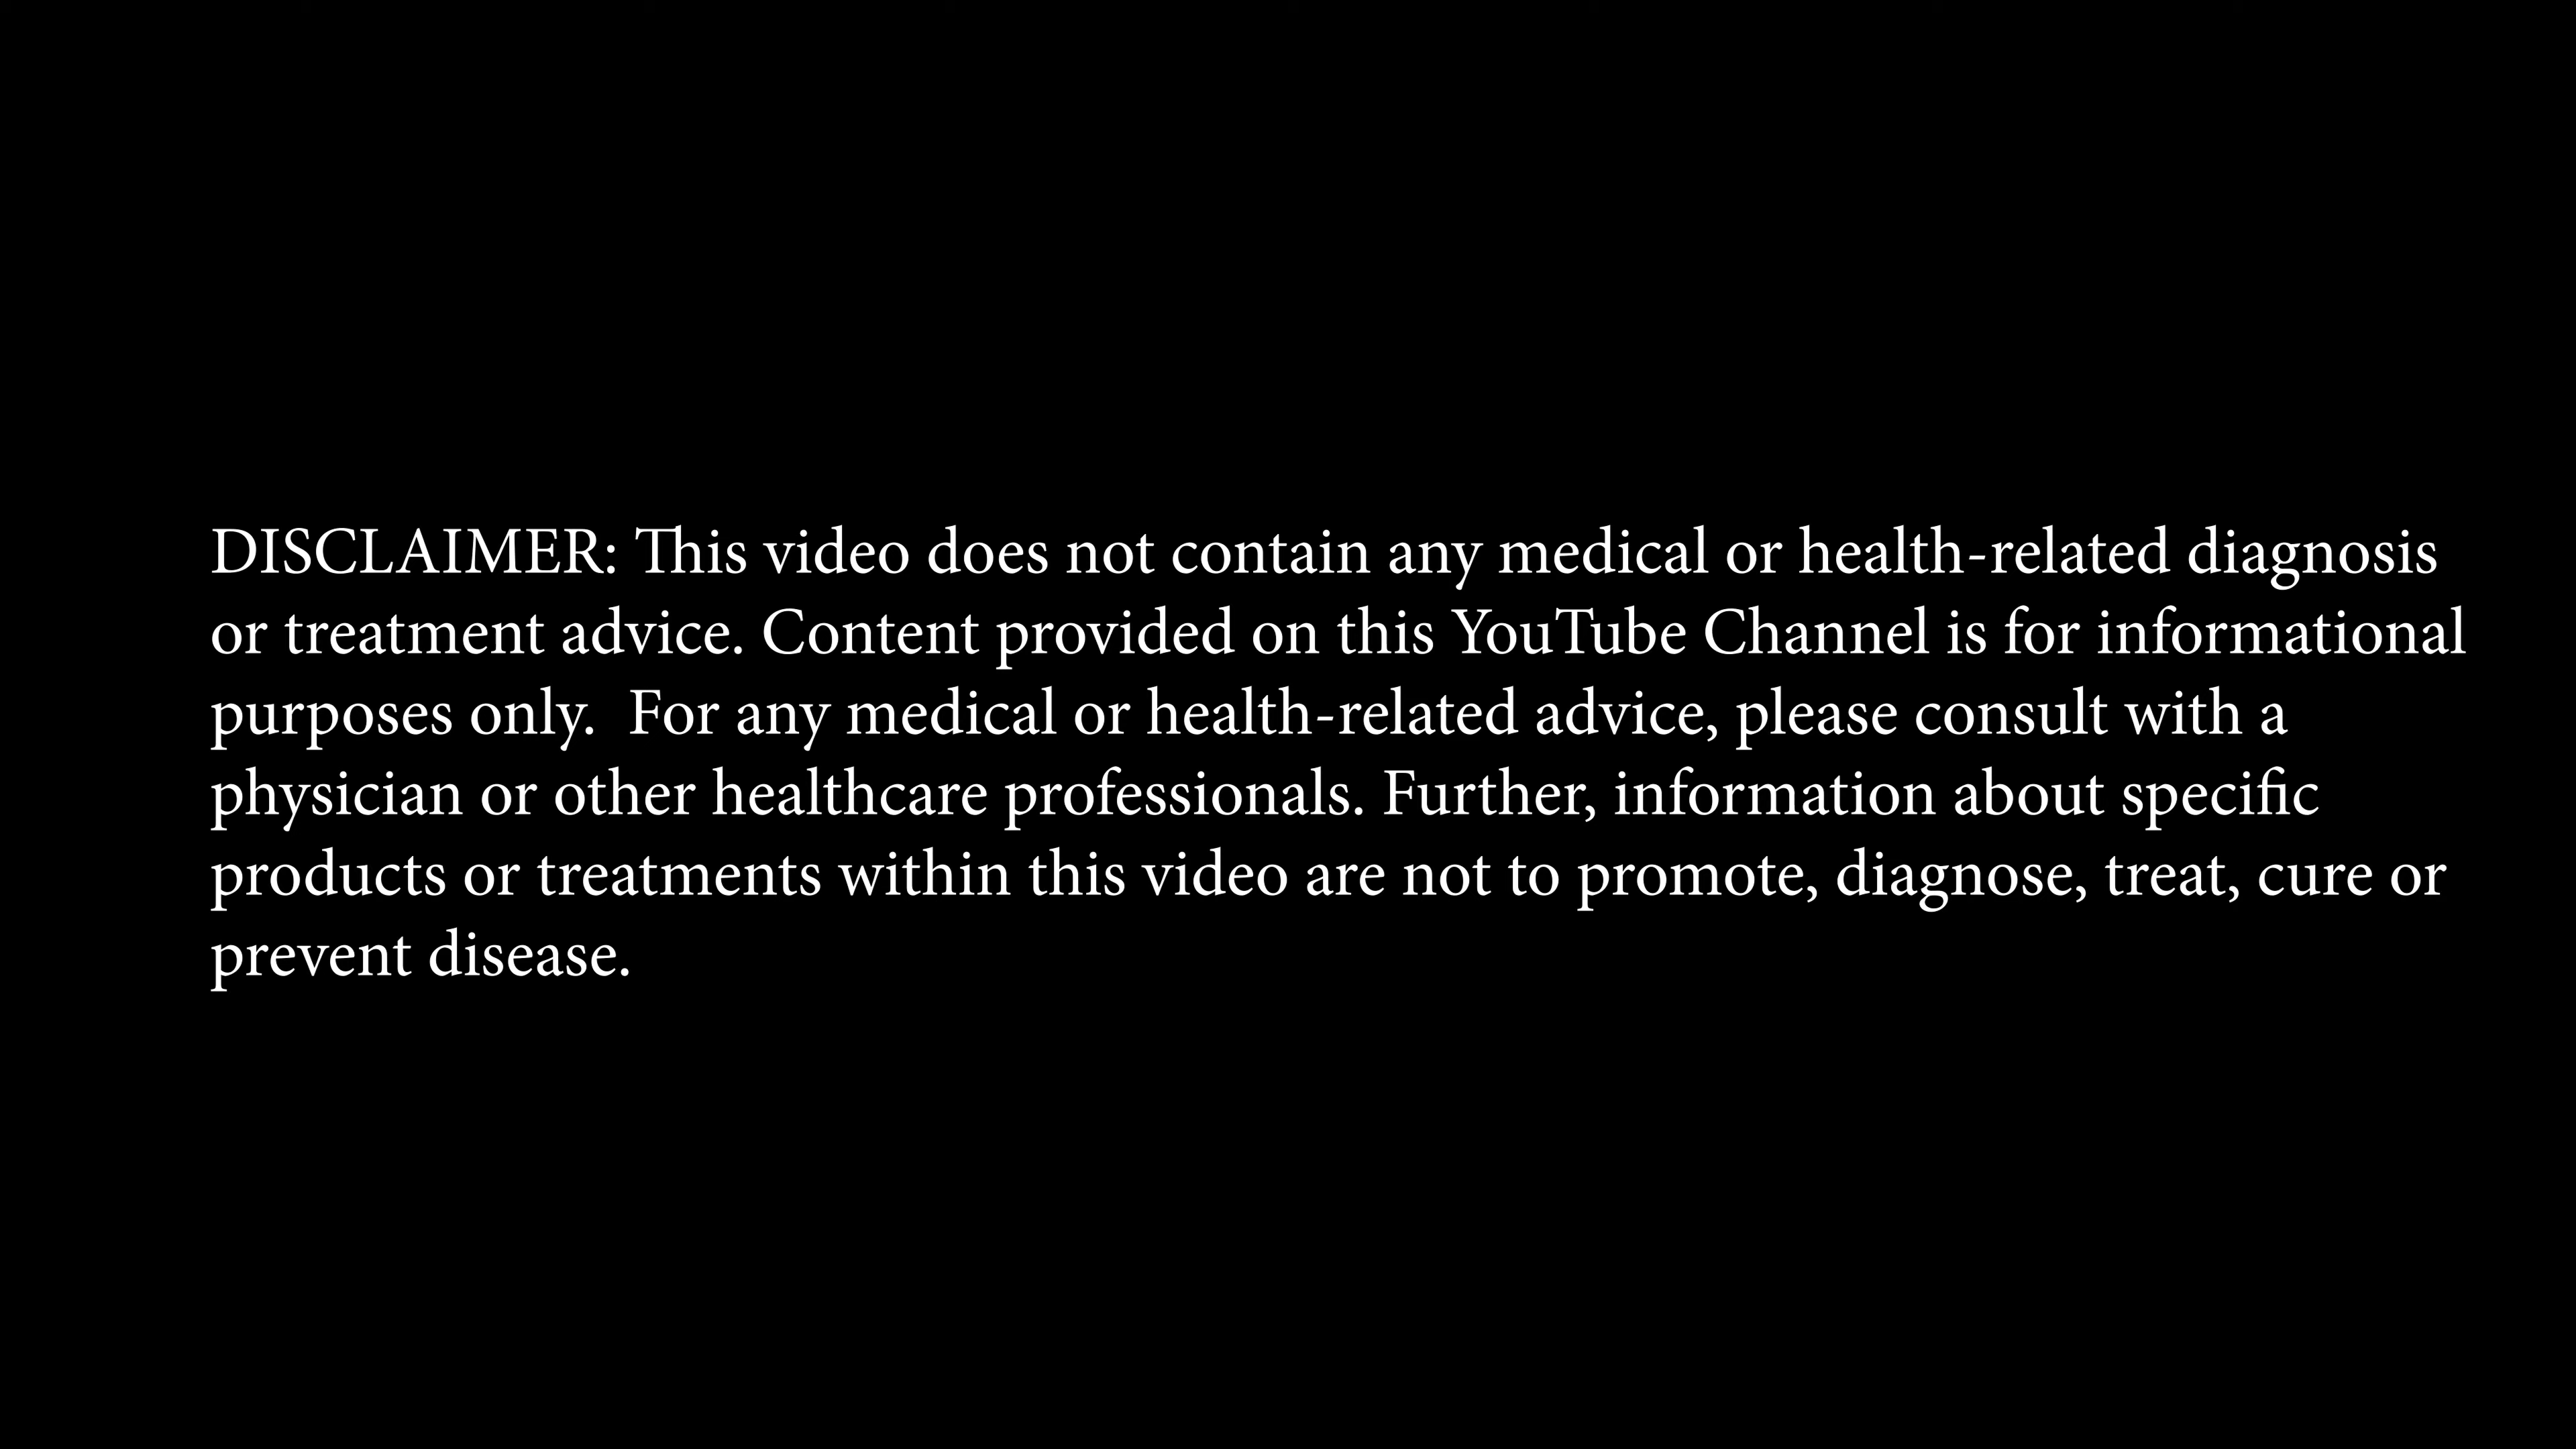 DISCLAIMER: This video does not contain any medical or health-related diagnosis
or treatment advice. Content provided on this YouTube Channel is for informational
purposes only.  For any medical or health-related advice, please consult with a
physician or other healthcare professionals. Further, information about specific
products or treatments within this video are not to promote, diagnose, treat, cure or
prevent disease.